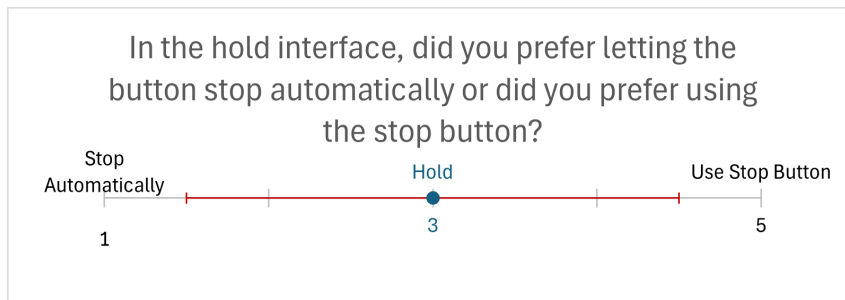 In the hold interface, did you prefer letting the
button stop automatically or did you prefer using
the stop button?
Stop
Automatically
Hold
Use Stop Button
1
3
5